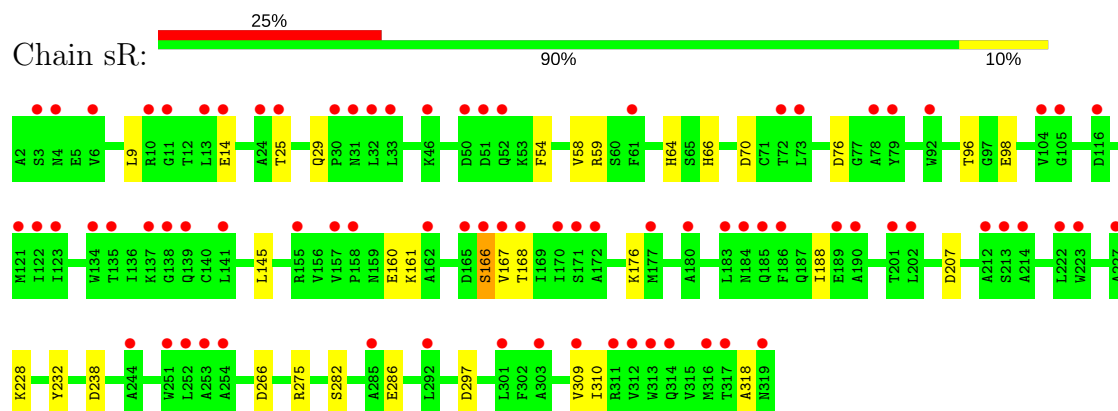 25%
Chain sR:
90% 10%
A2 S3 N4 E5 V6 L9 R10 G11 T12 L13 E14 A24 T25 Q29 P30 N31 L32 L33 K46 D50 D51 Q52 K53 F54 V58 R59 S60 F61 H64 S65 H66 D70 C71 T72 L73 D76 G77 A78 Y79 W92 T96 G97 E98 V104 G105 D116
M121 I122 I123 W134 T135 I136 K137 G138 Q139 C140 L141 L145 R155 V156 V157 P158 N159 E160 K161 A162 D165 S166 V167 T168 I169 I170 S171 A172 K176 M177 A180 L183 N184 Q185 F186 Q187 I188 E189 A190 T201 L202 D207 A212 S213 A214 L222 W223 A227
K228 Y232 D238 A244 W251 L252 A253 A254 D266 R275 S282 A285 E286 L292 D297 L301 F302 A303 V309 I310 R311 V312 W313 Q314 V315 M316 T317 A318 N319